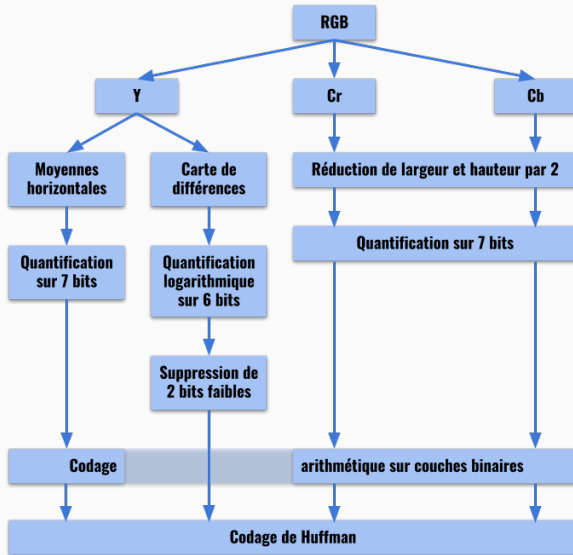 RGB
Y
Cr
Cb
Moyennes
horizontales
Carte de
différences
Réduction de largeur et hauteur par 2
Quantification
sur 7 bits
Quantification
logarithmique
sur 6 bits
Quantification sur 7 bits
Suppression de
2 bits faibles
Codage arithmétique sur couches binaires
Codage de Huffman